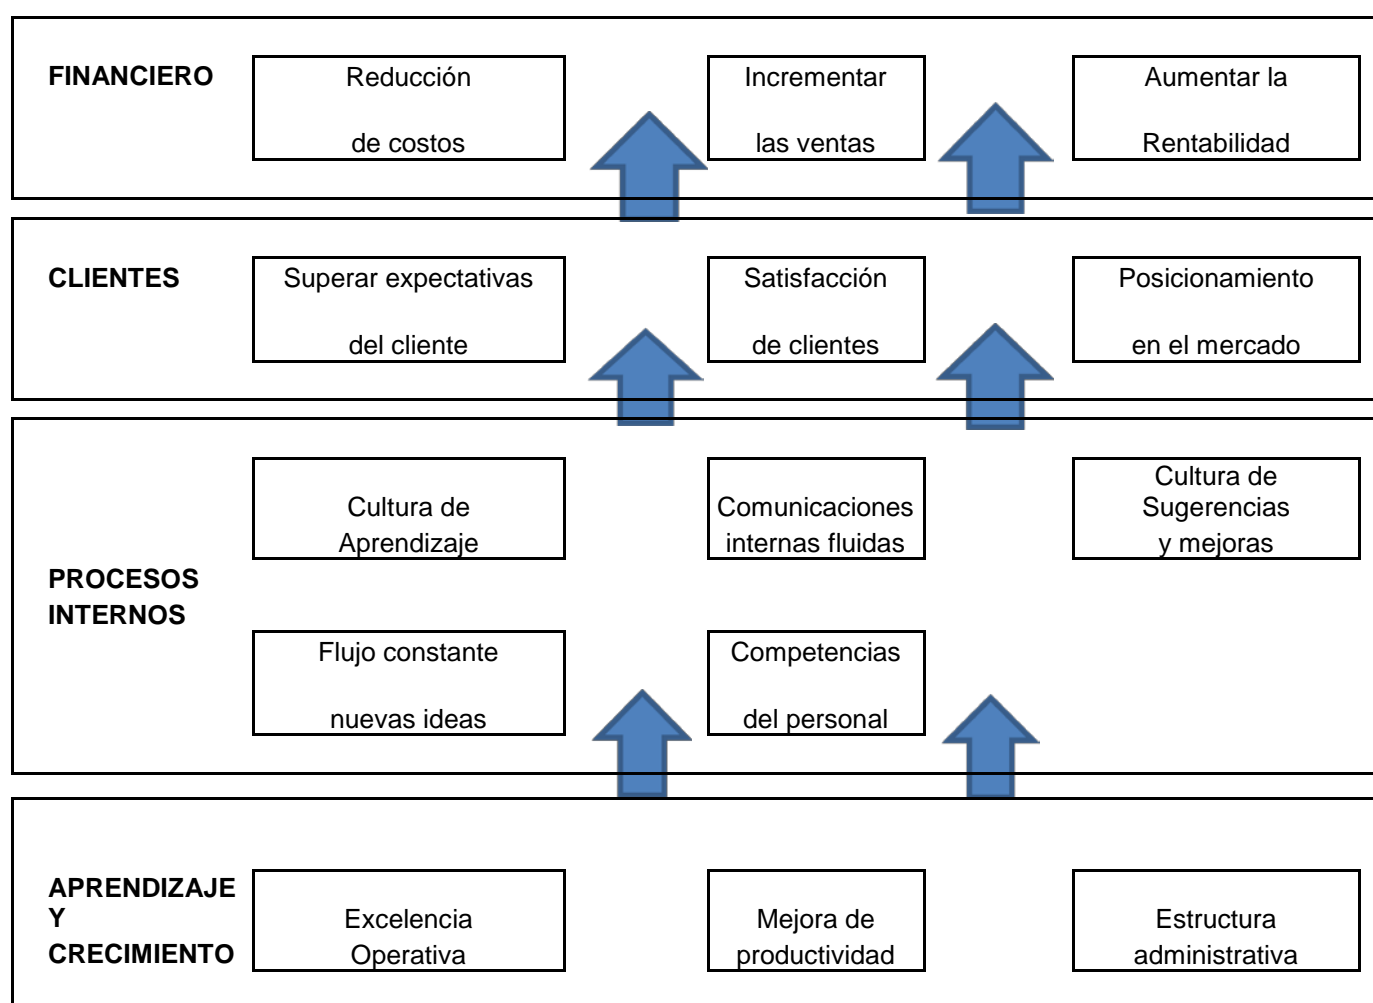 FINANCIERO
Reducción
de costos
Incrementar
las ventas
Aumentar la
Rentabilidad
CLIENTES
Superar expectativas
del cliente
Satisfacción
de clientes
Posicionamiento
en el mercado
PROCESOS
INTERNOS
Cultura de
Aprendizaje
Comunicaciones
internas fluidas
Cultura de
Sugerencias
y mejoras
Flujo constante
nuevas ideas
Competencias
del personal
APRENDIZAJE
Y
CRECIMIENTO
Excelencia
Operativa
Mejora de
productividad
Estructura
administrativa